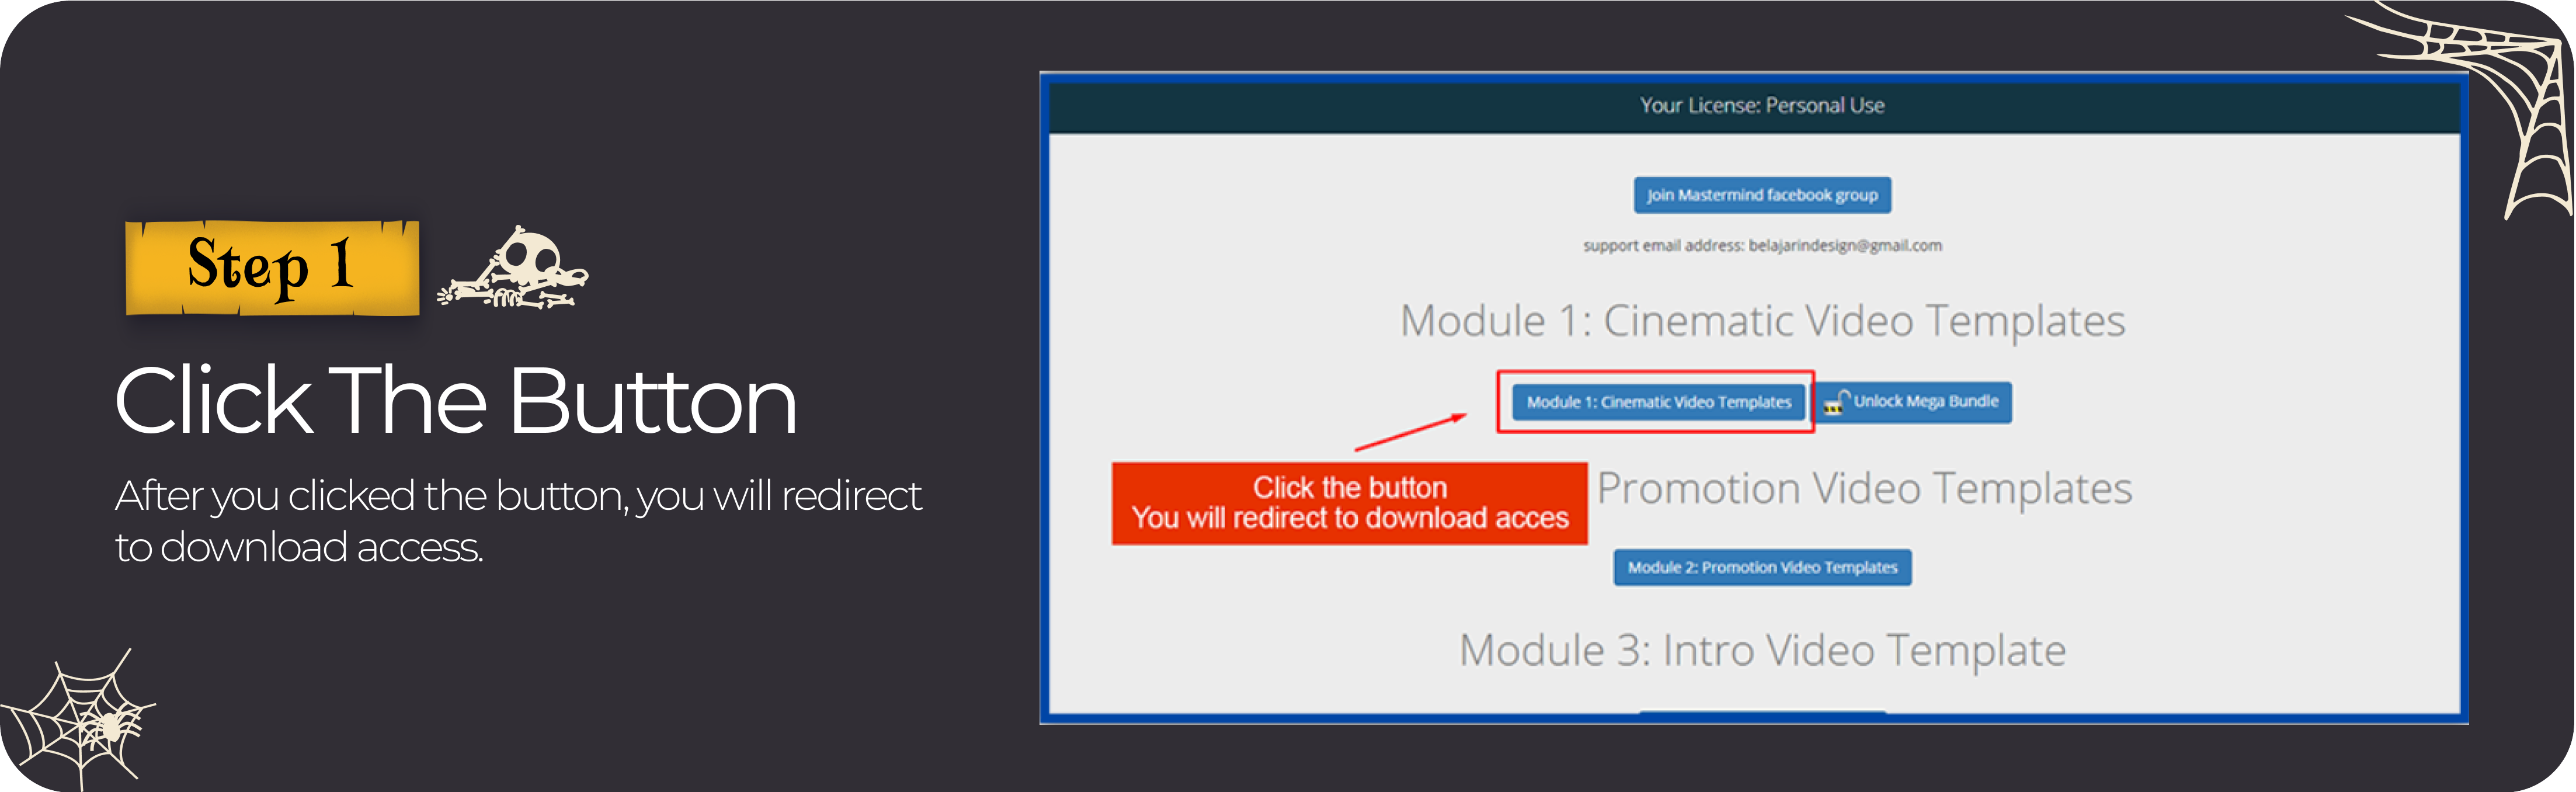 Step 1
Click The Button
After you clicked the button, you will redirect
to download access.
Your License: Personal Use
Join Mastermind facebook group
support email address: belajarindesign@gmail.com
Module 1: Cinematic Video Templates
Module 1: Cinematic Video Templates
Unlock Mega Bundle
Click the button
You will redirect to download acces
Promotion Video Templates
Module 2: Promotion Video Templates
Module 3: Intro Video Template